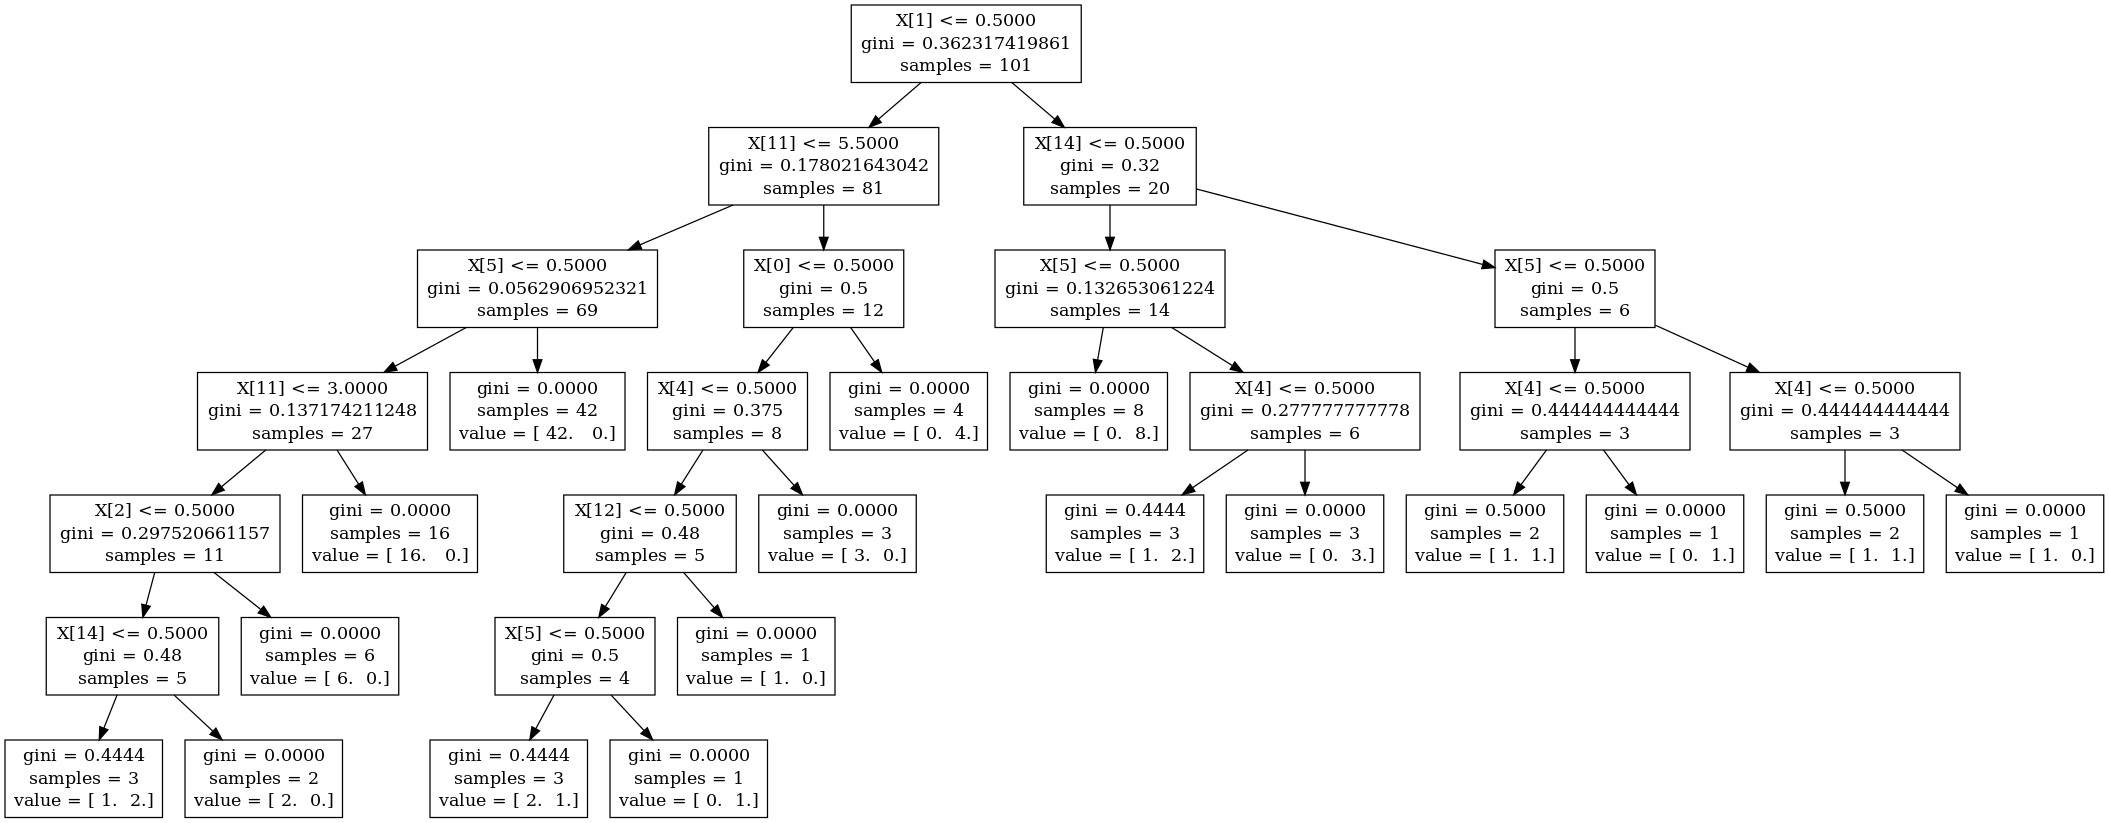 X[1] <= 0.5000
gini = 0.362317419861
samples = 101
X[11] <= 5.5000
gini = 0.178021643042
samples = 81
X[14] <= 0.5000
gini = 0.32
samples = 20
X[5] <= 0.5000
gini = 0.0562906952321
samples = 69
X[0] <= 0.5000
gini = 0.5
samples = 12
X[5] <= 0.5000
gini = 0.132653061224
samples = 14
X[5] <= 0.5000
gini = 0.5
samples = 6
X[11] <= 3.0000
gini = 0.137174211248
samples = 27
gini = 0.0000
samples = 42
value = [ 42.   0.]
X[4] <= 0.5000
gini = 0.375
samples = 8
gini = 0.0000
samples = 4
value = [ 0.  4.]
gini = 0.0000
samples = 8
value = [ 0.  8.]
X[4] <= 0.5000
gini = 0.277777777778
samples = 6
X[4] <= 0.5000
gini = 0.444444444444
samples = 3
X[4] <= 0.5000
gini = 0.444444444444
samples = 3
X[2] <= 0.5000
gini = 0.297520661157
samples = 11
gini = 0.0000
samples = 16
value = [ 16.   0.]
X[12] <= 0.5000
gini = 0.48
samples = 5
gini = 0.0000
samples = 3
value = [ 3.  0.]
gini = 0.4444
samples = 3
value = [ 1.  2.]
gini = 0.0000
samples = 3
value = [ 0.  3.]
gini = 0.5000
samples = 2
value = [ 1.  1.]
gini = 0.0000
samples = 1
value = [ 0.  1.]
gini = 0.5000
samples = 2
value = [ 1.  1.]
gini = 0.0000
samples = 1
value = [ 1.  0.]
X[14] <= 0.5000
gini = 0.48
samples = 5
gini = 0.0000
samples = 6
value = [ 6.  0.]
X[5] <= 0.5000
gini = 0.5
samples = 4
gini = 0.0000
samples = 1
value = [ 1.  0.]
gini = 0.4444
samples = 3
value = [ 1.  2.]
gini = 0.0000
samples = 2
value = [ 2.  0.]
gini = 0.4444
samples = 3
value = [ 2.  1.]
gini = 0.0000
samples = 1
value = [ 0.  1.]